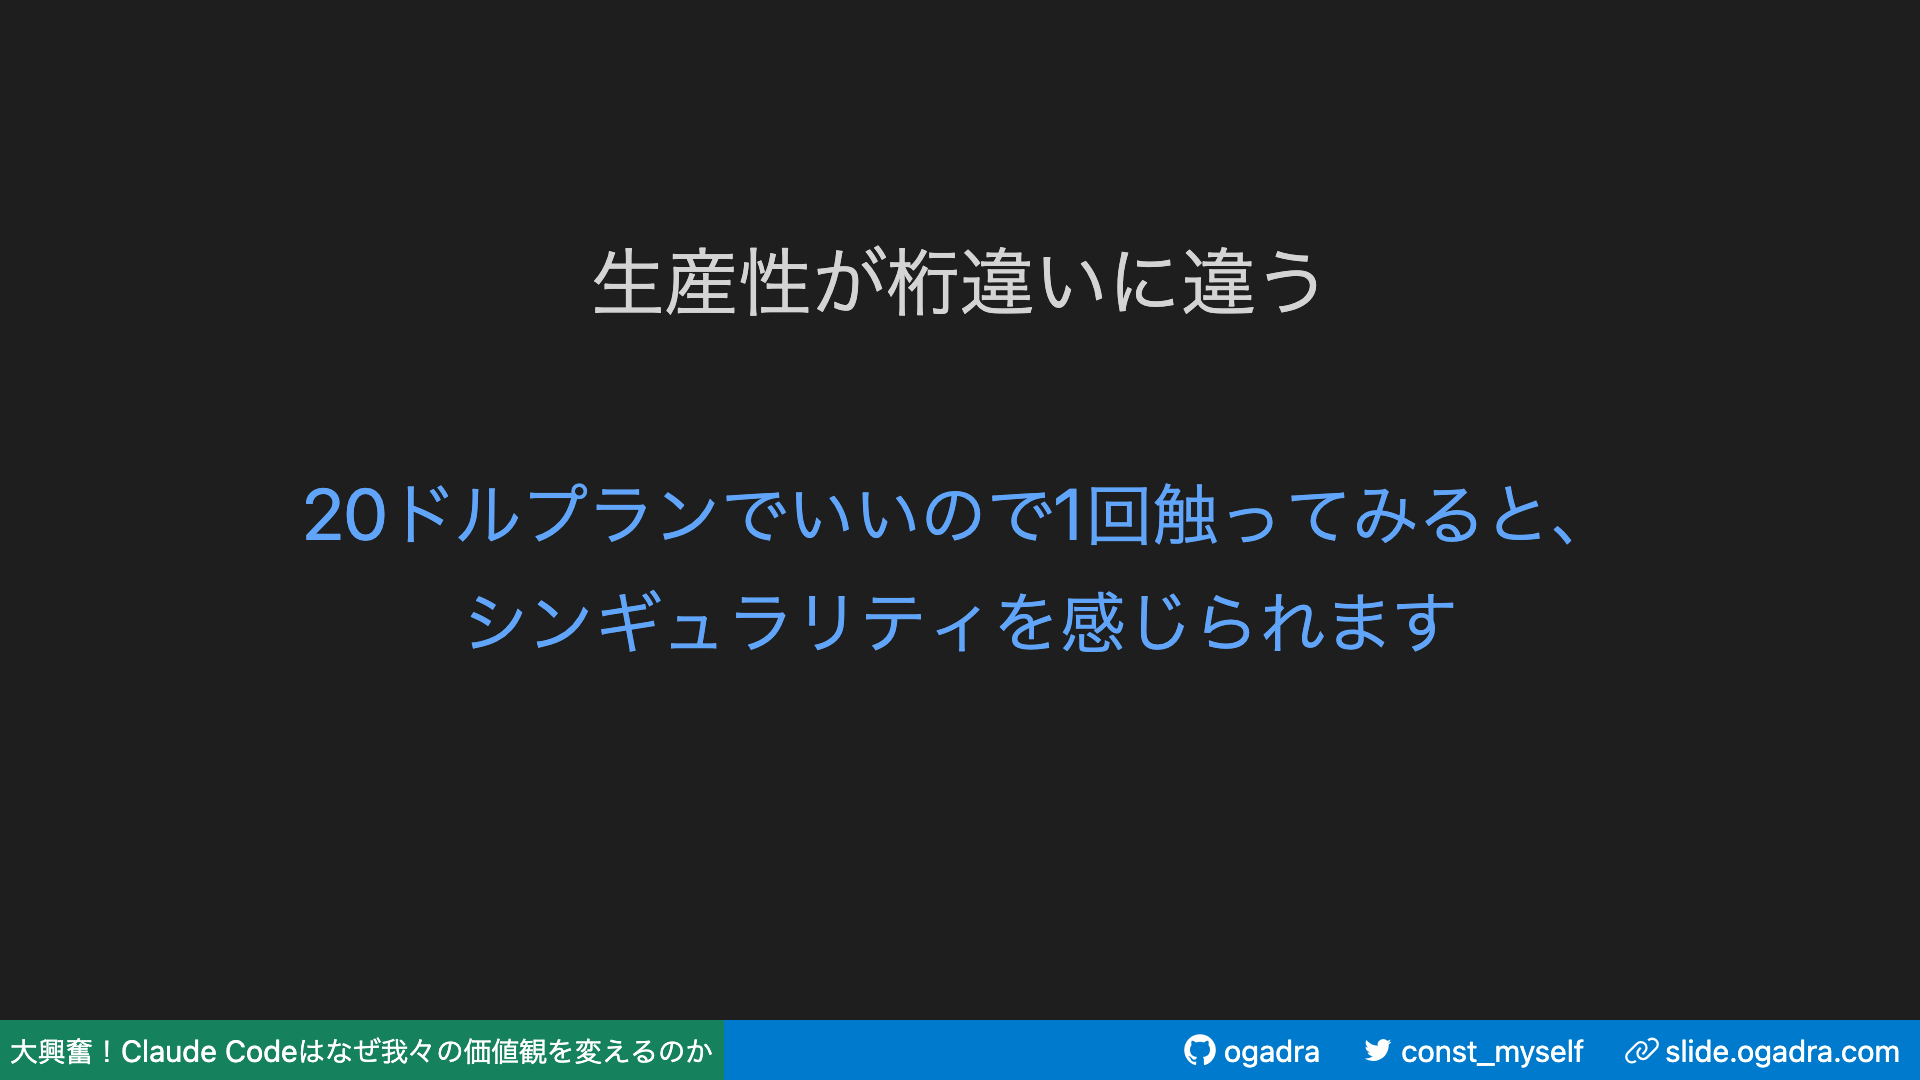 生産性が桁違いに違う
20ドルプランでいいので1回触ってみると、
シンギュラリティを感じられます
大興奮！Claude Codeはなぜ我々の価値観を変えるのか
ogadra
const_myself
slide.ogadra.com